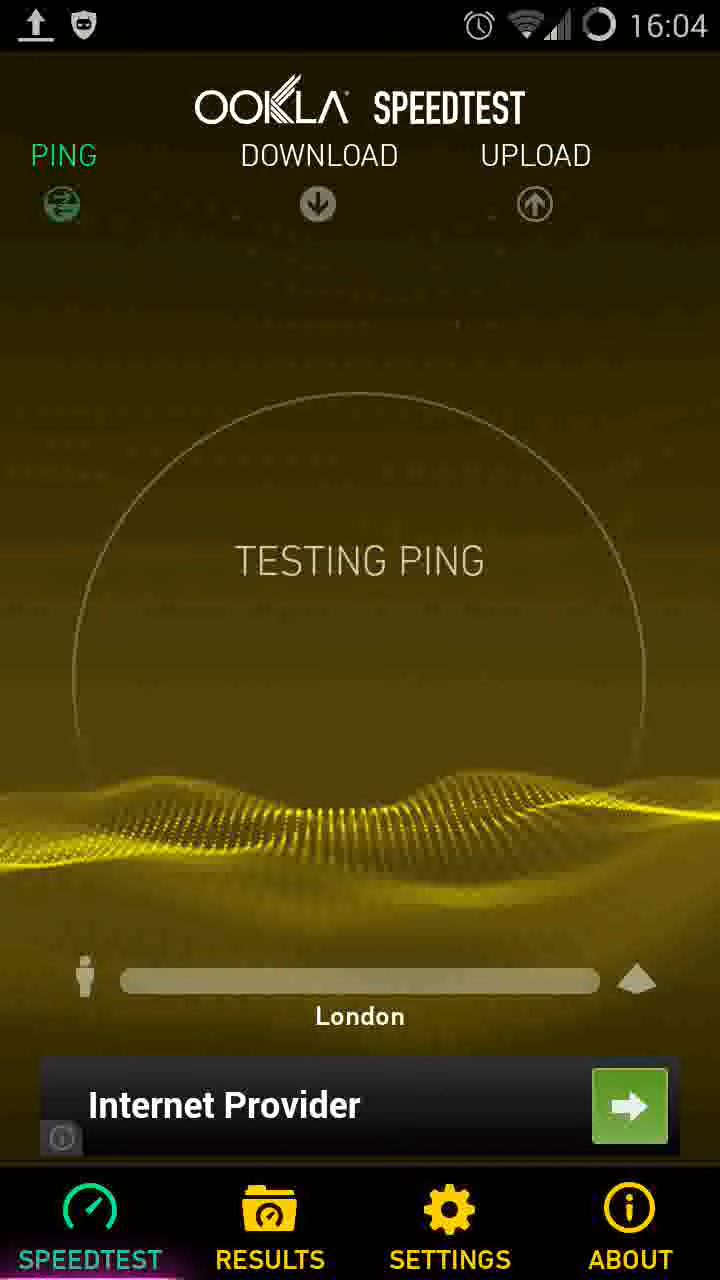 16:04
OOKLA SPEEDTEST
PING DOWNLOAD UPLOAD
TESTING PING
London
Internet Provider
SPEEDTEST RESULTS SETTINGS ABOUT